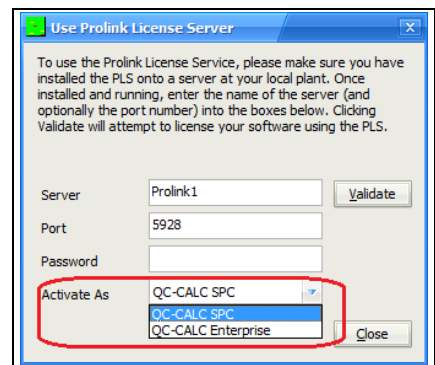 Use Prolink License Server
To use the Prolink License Service, please make sure you have
installed the PLS onto a server at your local plant. Once
installed and running, enter the name of the server (and
optionally the port number) into the boxes below. Clicking
Validate will attempt to license your software using the PLS.
Server Prolink1 Validate
Port 5928
Password
Activate As QC-CALC SPC
QC-CALC SPC
QC-CALC Enterprise
Close